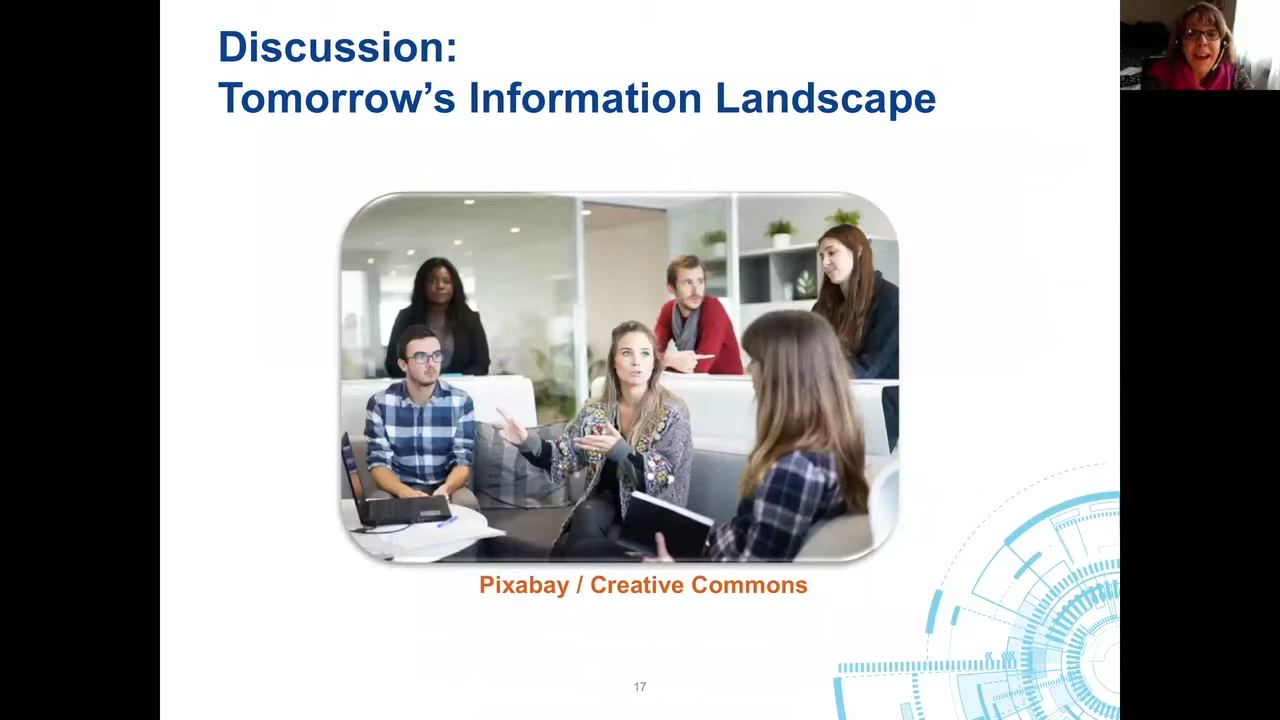 Discussion:
Tomorrow’s Information Landscape
Pixabay / Creative Commons
17